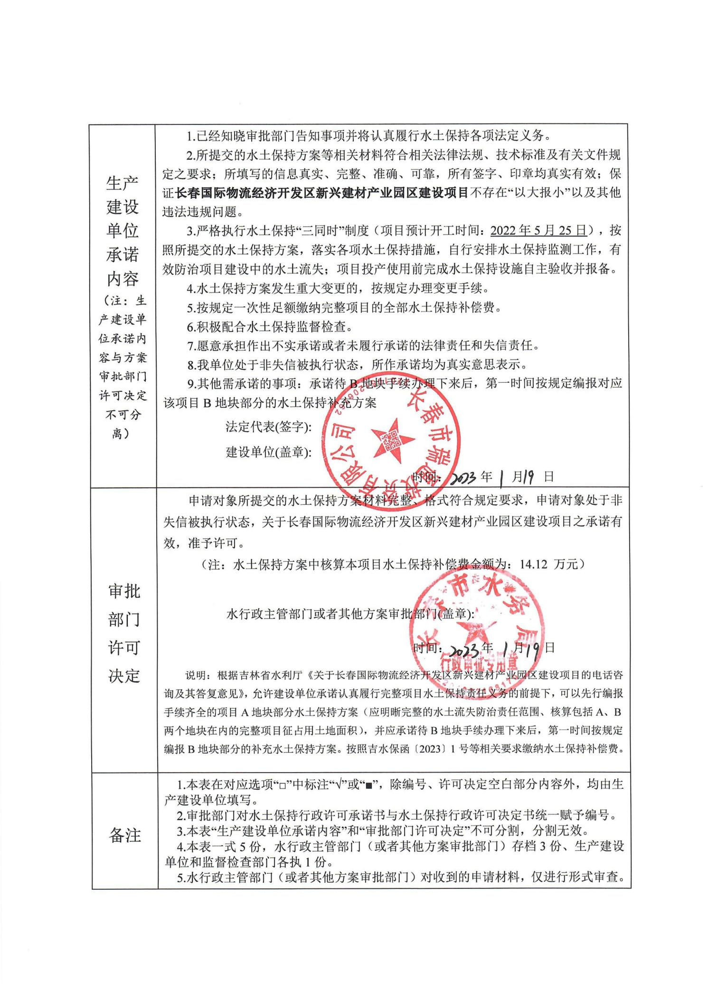 生产
建设
单位
承诺
内容
（注：生
产建设单
位承诺内
容与方案
审批部门
许可决定
不可分
离）
1.已经知晓审批部门告知事项并将认真履行水土保持各项法定义务。
2.所提交的水土保持方案等相关材料符合相关法律法规、技术标准及有关文件规
定之要求；所填写的信息真实、完整、准确、可靠，所有签字、印章均真实有效；保
证长春国际物流经济开发区新兴建材产业园区建设项目不存在“以大报小”以及其他
违法违规问题。
3.严格执行水土保持“三同时”制度（项目预计开工时间：2022 年 5 月 25 日），按
照所提交的水土保持方案，落实各项水土保持措施，自行安排水土保持监测工作，有
效防治项目建设中的水土流失；项目投产使用前完成水土保持设施自主验收并报备。
4.水土保持方案发生重大变更的，按规定办理变更手续。
5.按规定一次性足额缴纳完整项目的全部水土保持补偿费。
6.积极配合水土保持监督检查。
7.愿意承担作出不实承诺或者未履行承诺的法律责任和失信责任。
8.我单位处于非失信被执行状态，所作承诺均为真实意思表示。
9.其他需承诺的事项：承诺待 B 地块手续办理下来后，第一时间按规定编报对应
该项目 B 地块部分的水土保持补充方案
法定代表(签字):
建设单位(盖章):
长春市瑞通投资有限公司
时间：2023 年 1 月 19 日
审批
部门
许可
决定
申请对象所提交的水土保持方案材料完整、格式符合规定要求，申请对象处于非
失信被执行状态，关于长春国际物流经济开发区新兴建材产业园区建设项目之承诺有
效，准予许可。
（注：水土保持方案中核算本项目水土保持补偿费金额为：14.12 万元）
水行政主管部门或者其他方案审批部门(盖章):
长春市水务局
时间：2023 年 1 月 19 日
行政审批专用章
说明：根据吉林省水利厅《关于长春国际物流经济开发区新兴建材产业园区建设项目的电话咨
询及其答复意见》，允许建设单位承诺认真履行完整项目水土保持责任义务的前提下，可以先行编报
手续齐全的项目 A 地块部分水土保持方案（应明晰完整的水土流失防治责任范围、核算包括 A、B
两个地块在内的完整项目征占用土地面积），并应承诺待 B 地块手续办理下来后，第一时间按规定
编报 B 地块部分的补充水土保持方案。按照吉水保函〔2023〕1 号等相关要求缴纳水土保持补偿费。
备注
1.本表在对应选项“□”中标注“√”或“■”，除编号、许可决定空白部分内容外，均由生
产建设单位填写。
2.审批部门对水土保持行政许可承诺书与水土保持行政许可决定书统一赋予编号。
3.本表“生产建设单位承诺内容”和“审批部门许可决定”不可分割，分割无效。
4.本表一式 5 份，水行政主管部门（或者其他方案审批部门）存档 3 份、生产建设
单位和监督检查部门各执 1 份。
5.水行政主管部门（或者其他方案审批部门）对收到的申请材料，仅进行形式审查。